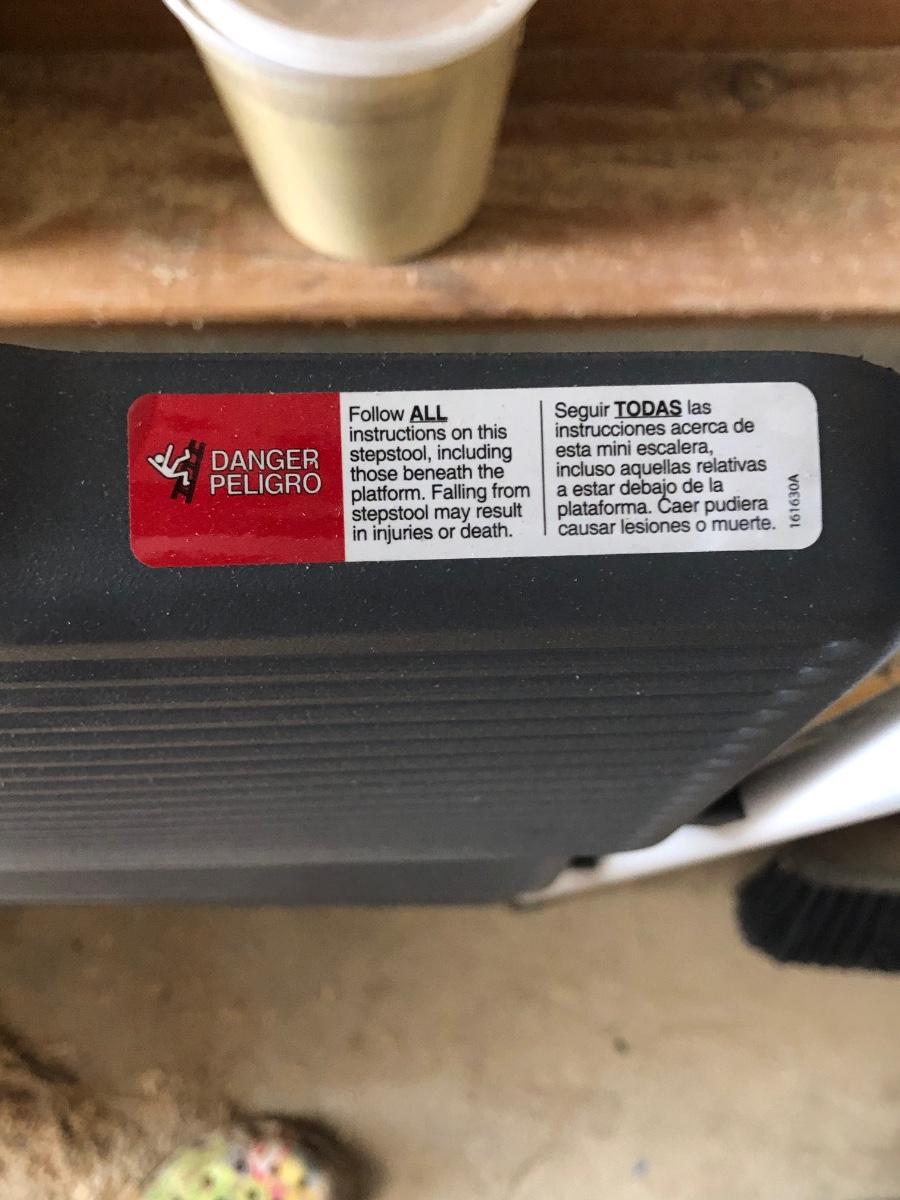 DANGER
PELIGRO
Follow ALL
instructions on this
stepstool, including
those beneath the
platform. Falling from
stepstool may result
in injuries or death.
Seguir TODAS las
instrucciones acerca de
esta mini escalera,
incluso aquellas relativas
a estar debajo de la
plataforma. Caer pudiera
causar lesiones o muerte.
161630A